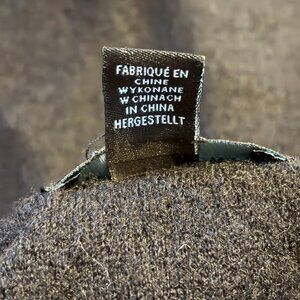 FABRIQUÉ EN
CHINE
WYKONANE
W CHINACH
IN CHINA
HERGESTELLT